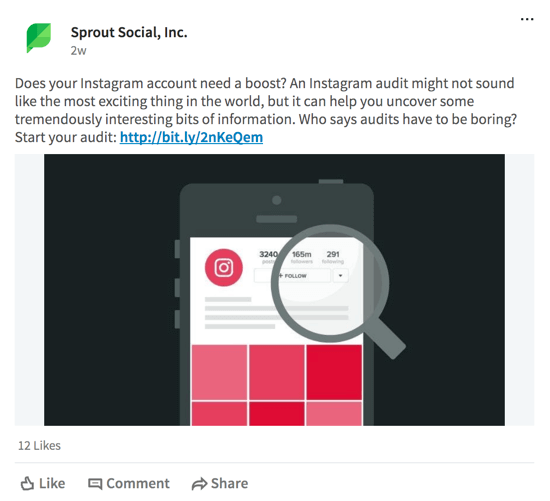 Sprout Social, Inc.
2w
Does your Instagram account need a boost? An Instagram audit might not sound
like the most exciting thing in the world, but it can help you uncover some
tremendously interesting bits of information. Who says audits have to be boring?
Start your audit: http://bit.ly/2nKeQem
3240 165m 291
posts followers following
+ FOLLOW
12 Likes
Like Comment Share